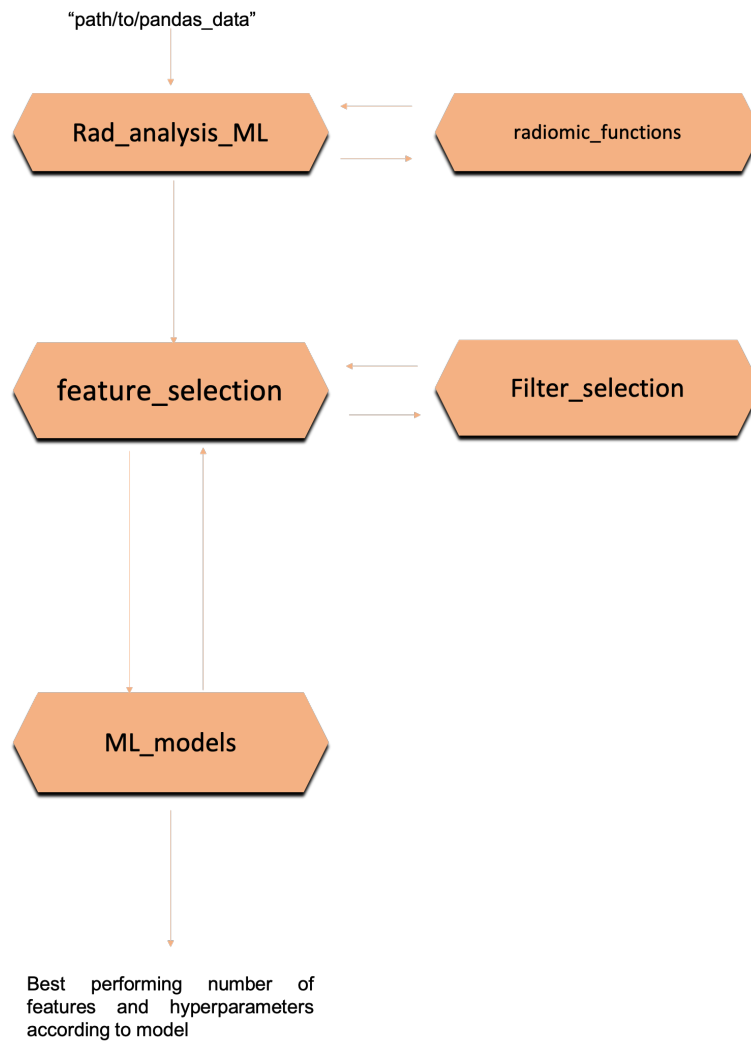 “path/to/pandas_data”
Rad_analysis_ML
radiomic_functions
feature_selection
Filter_selection
ML_models
Best performing number of
features and hyperparameters
according to model